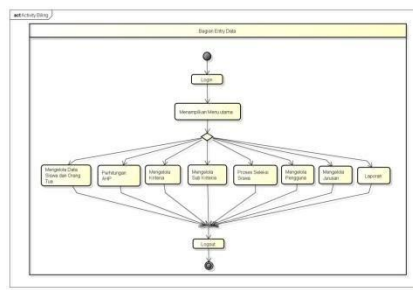 act Activity Biling
Bagian Entry Data
Login
Menampilkan Menu utama
Mengelola Data
Siswa dan Orang
Tua
Perhitungan
AHP
Mengelola
Kriteria
Mengelola
Sub Kriteria
Proses Seleksi
Siswa
Mengelola
Pengguna
Mengelola
Jurusan
Laporan
Logout